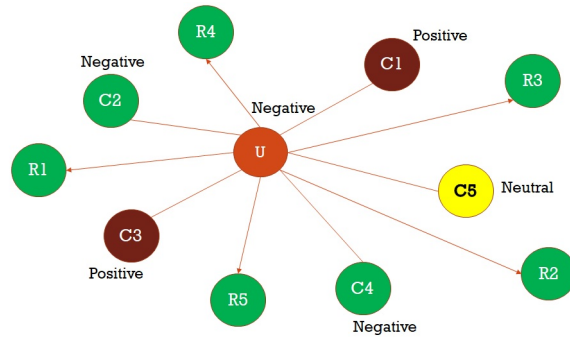 R4
Positive
Negative
C1
R3
C2
Negative
U
R1
C5
Neutral
C3
Positive
R2
C4
R5
Negative